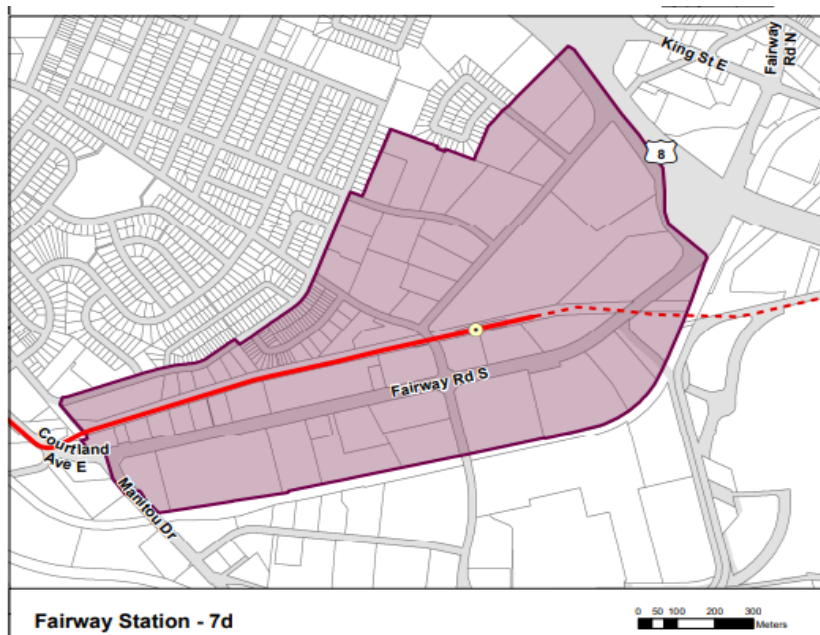 King St E
Fairway
Rd N
8
Fairway Rd S
Courtland
Ave E
Manitou Dr
Fairway Station - 7d
0 50 100 200 300
Meters